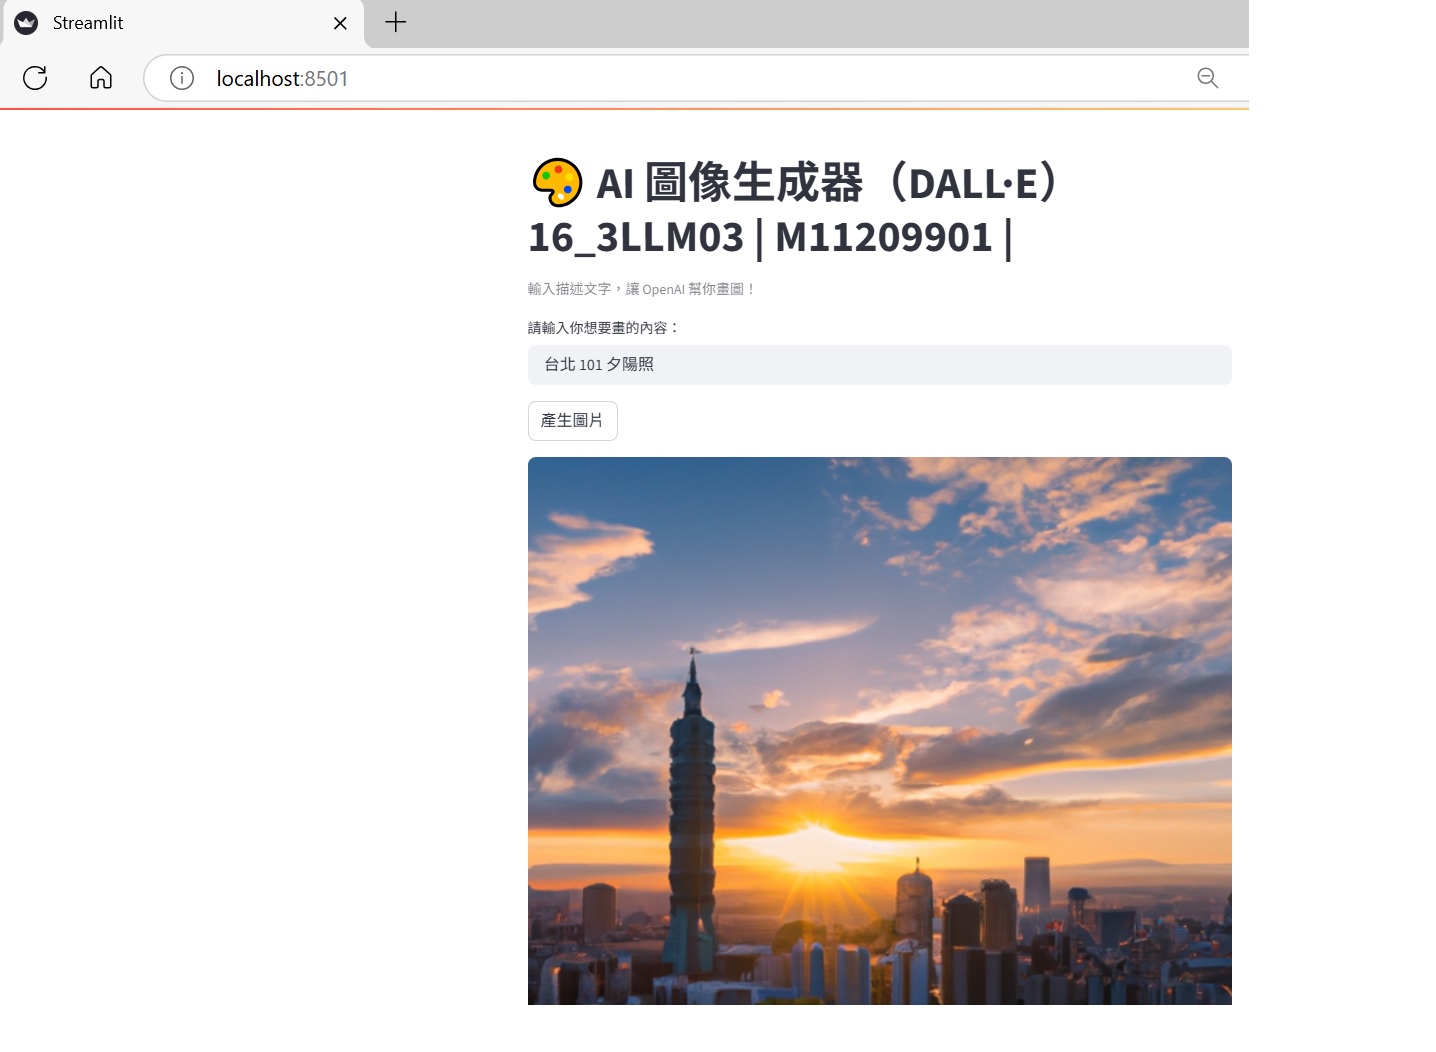 Streamlit
localhost:8501
AI 圖像生成器（DALL·E）
16_3LLM03 | M11209901 |
輸入描述文字，讓 OpenAI 幫你畫圖！
請輸入你想要畫的內容：
台北 101 夕陽照
產生圖片